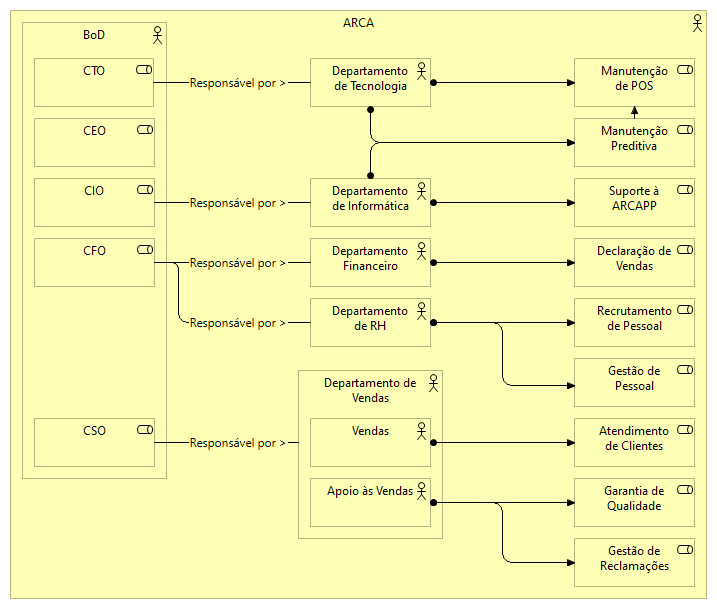 ARCA
BoD
CTO
Responsável por >
Departamento
de Tecnologia
Manutenção
de POS
CEO
Manutenção
Preditiva
CIO
Responsável por >
Departamento
de Informática
Suporte à
ARCAPP
CFO
Responsável por >
Departamento
Financeiro
Declaração de
Vendas
Responsável por >
Departamento
de RH
Recrutamento
de Pessoal
Gestão de
Pessoal
Departamento de
Vendas
CSO
Responsável por >
Vendas
Atendimento
de Clientes
Apoio às Vendas
Garantia de
Qualidade
Gestão de
Reclamações